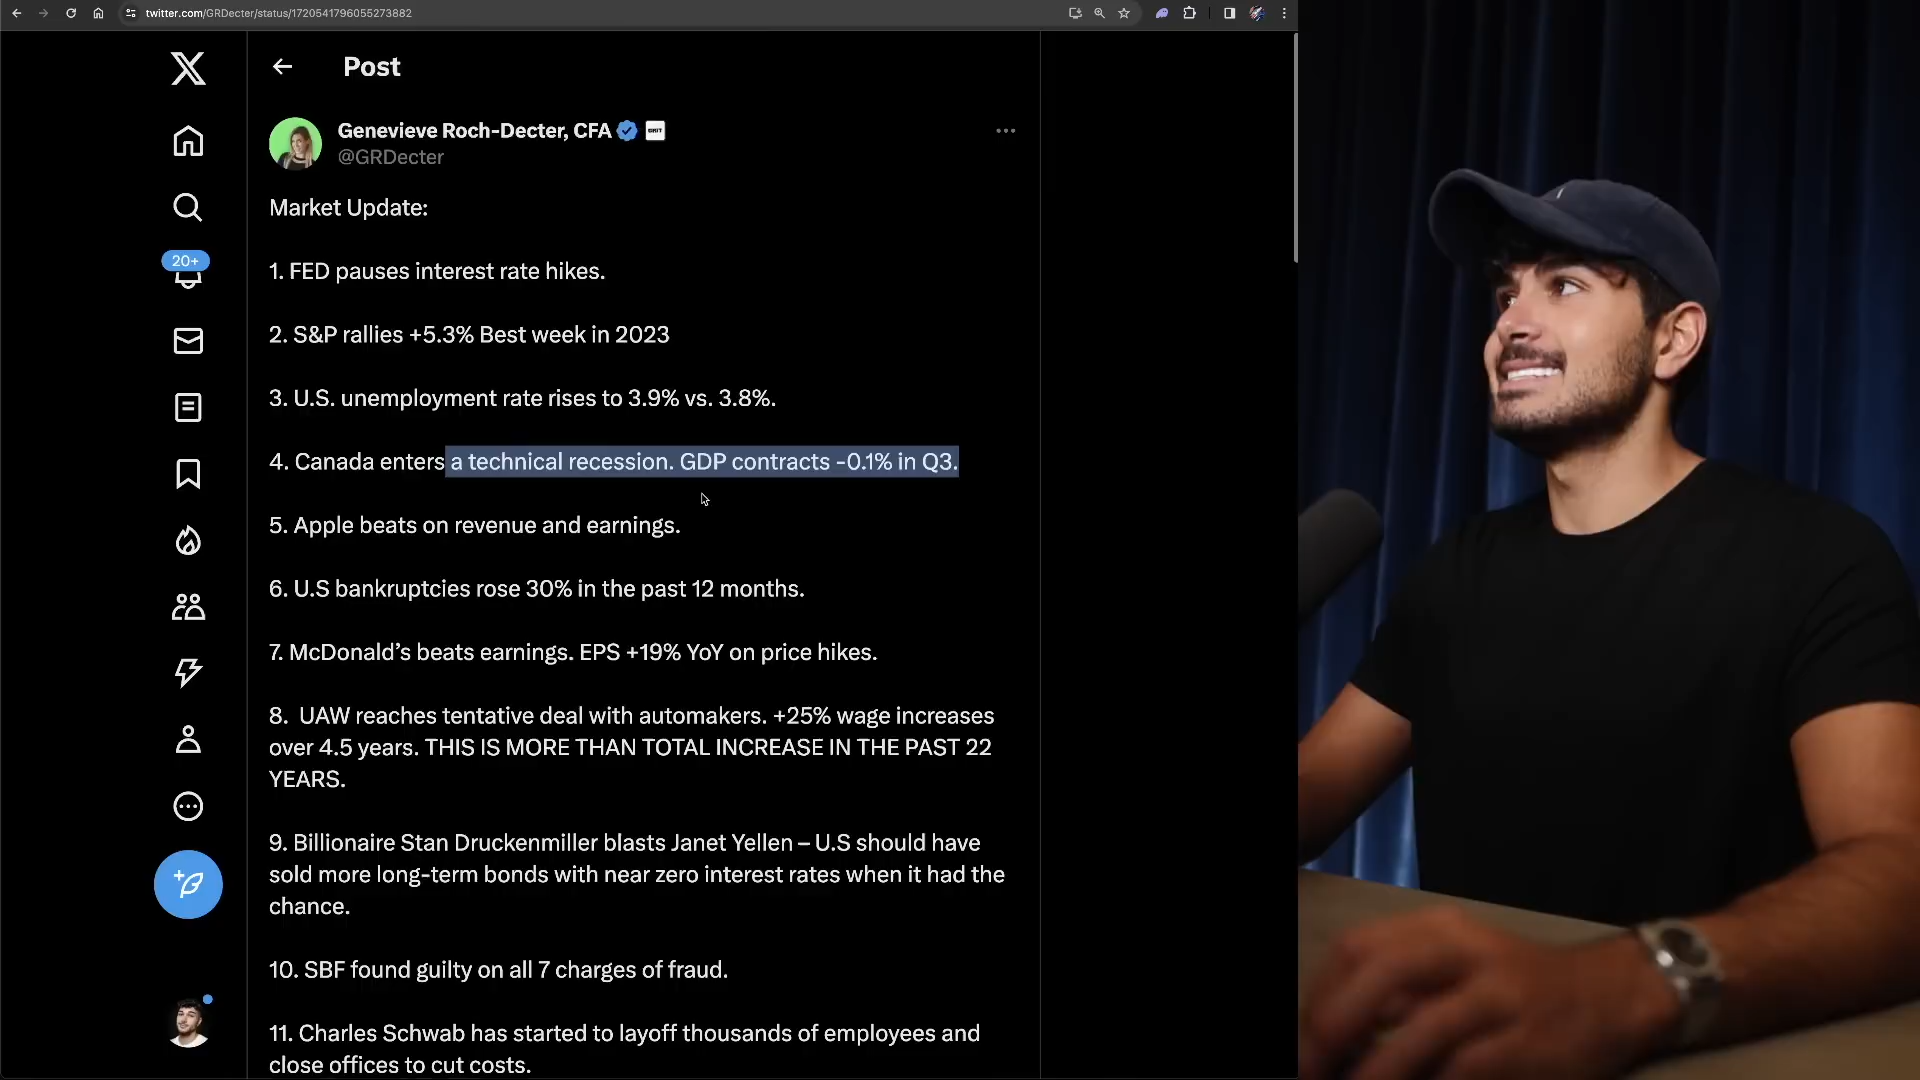 twitter.com/GRDecter/status/1720541796055273882
Post
Genevieve Roch-Decter, CFA
@GRDecter
Market Update:
20+
1. FED pauses interest rate hikes.
2. S&P rallies +5.3% Best week in 2023
3. U.S. unemployment rate rises to 3.9% vs. 3.8%.
4. Canada enters a technical recession. GDP contracts -0.1% in Q3.
5. Apple beats on revenue and earnings.
6. U.S bankruptcies rose 30% in the past 12 months.
7. McDonald’s beats earnings. EPS +19% YoY on price hikes.
8.  UAW reaches tentative deal with automakers. +25% wage increases
over 4.5 years. THIS IS MORE THAN TOTAL INCREASE IN THE PAST 22
YEARS.
9. Billionaire Stan Druckenmiller blasts Janet Yellen – U.S should have
sold more long-term bonds with near zero interest rates when it had the
chance.
10. SBF found guilty on all 7 charges of fraud.
11. Charles Schwab has started to layoff thousands of employees and
close offices to cut costs.